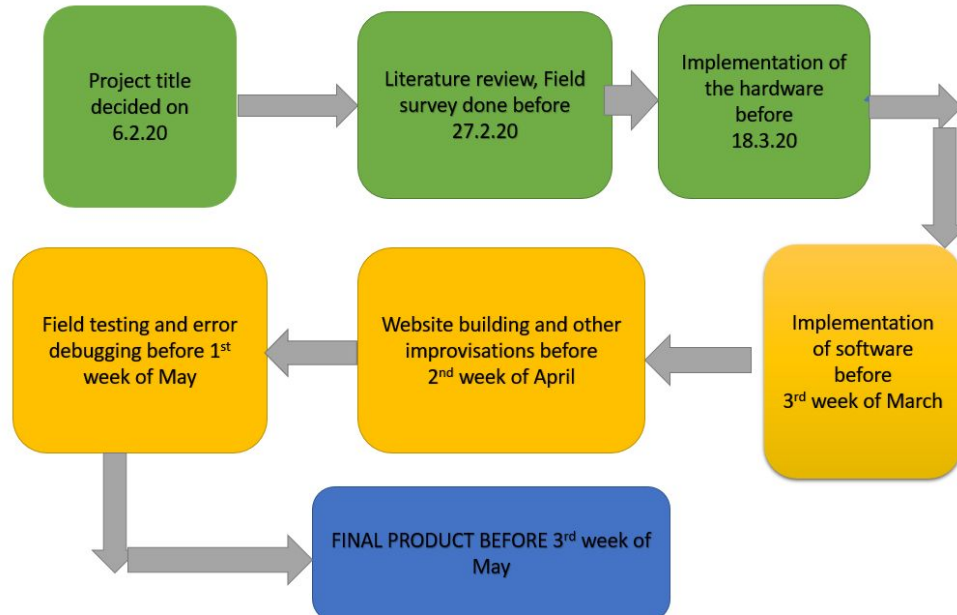 Project title
decided on
6.2.20
Literature review, Field
survey done before
27.2.20
Implementation of
the hardware
before
18.3.20
Implementation
of software
before
3rd week of March
Website building and other
improvisations before
2nd week of April
Field testing and error
debugging before 1st
week of May
FINAL PRODUCT BEFORE 3rd week of
May